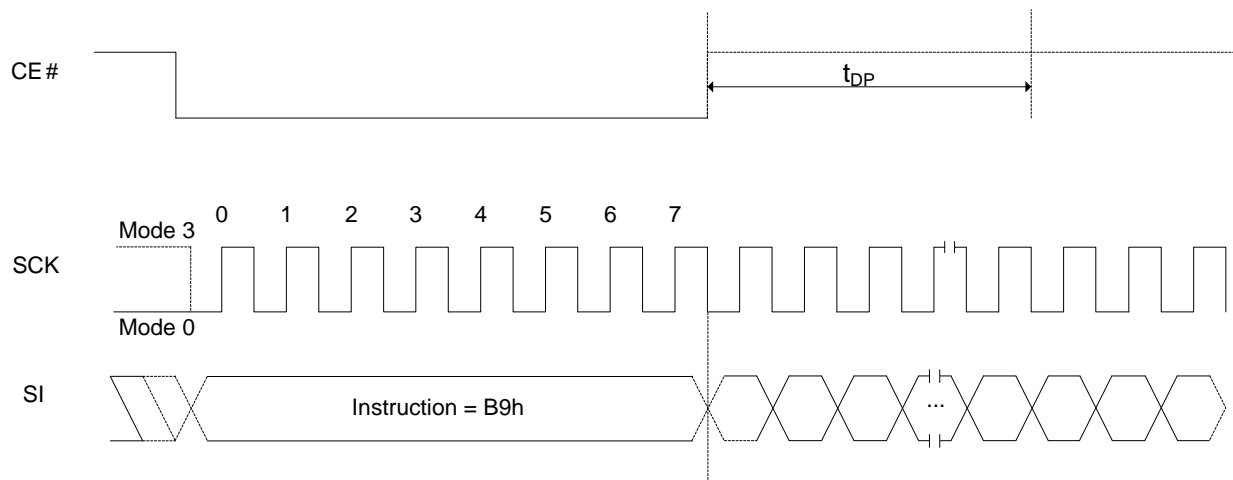 CE#
tDP
0 1 2 3 4 5 6 7
Mode 3
SCK
Mode 0
SI
Instruction = B9h
...